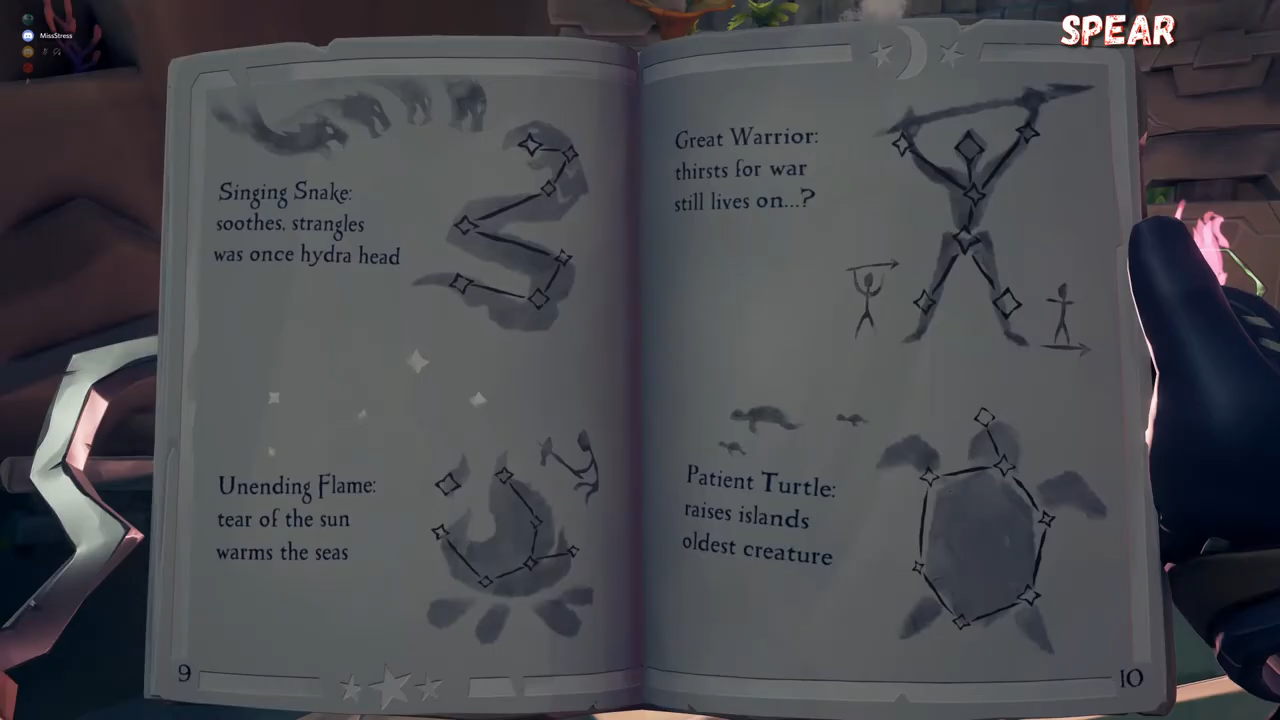 MissStress
SPEAR
Singing Snake:
soothes, strangles
was once hydra head
Unending Flame:
tear of the sun
warms the seas
9
Great Warrior:
thirsts for war
still lives on...?
Patient Turtle:
raises islands
oldest creature
10